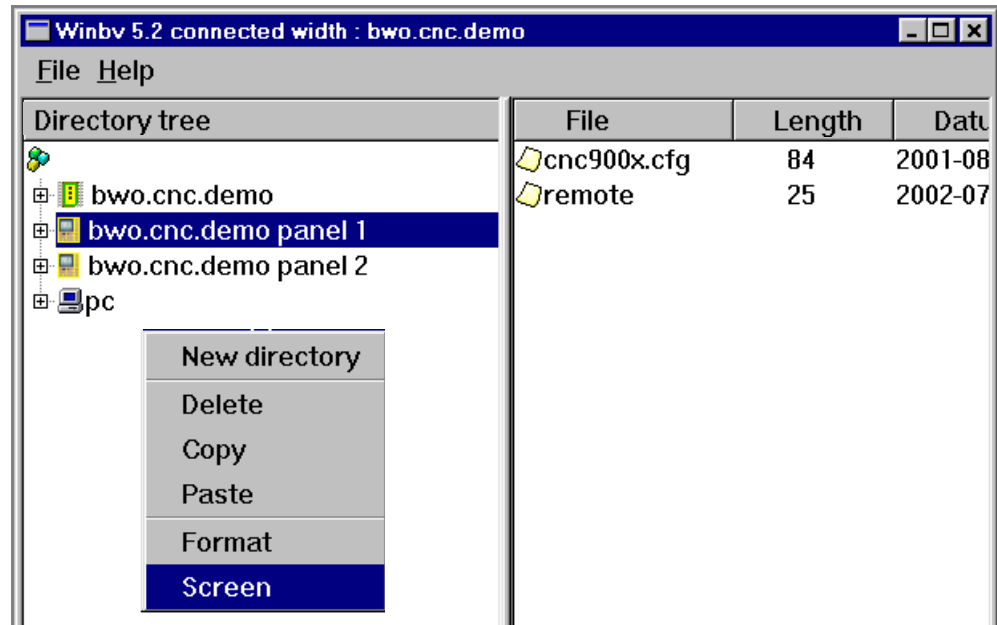 Winbv 5.2 connected width : bwo.cnc.demo
File Help
Directory tree
File Length Datu
bwo.cnc.demo
bwo.cnc.demo panel 1
bwo.cnc.demo panel 2
pc
cnc900x.cfg 84 2001-08
remote 25 2002-07
New directory
Delete
Copy
Paste
Format
Screen